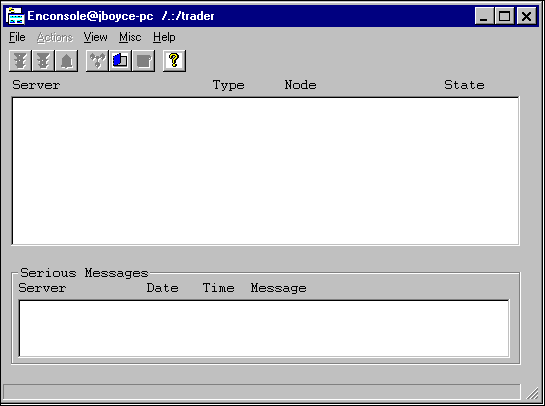 Enconsole@jboyce-pc /.:/trader
File Actions View Misc Help
?
Server Type Node State
Serious Messages
Server Date Time Message